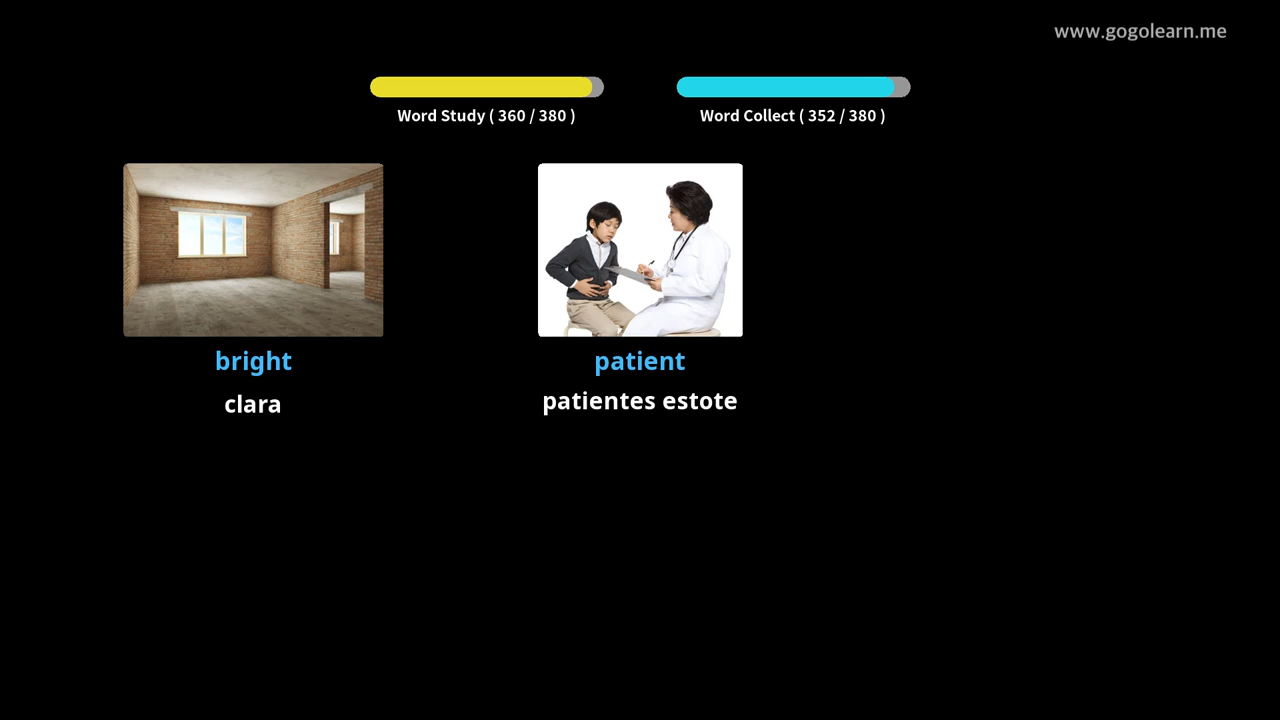 www.gogolearn.me
Word Study ( 360 / 380 )
Word Collect ( 352 / 380 )
bright
clara
patient
patientes estote